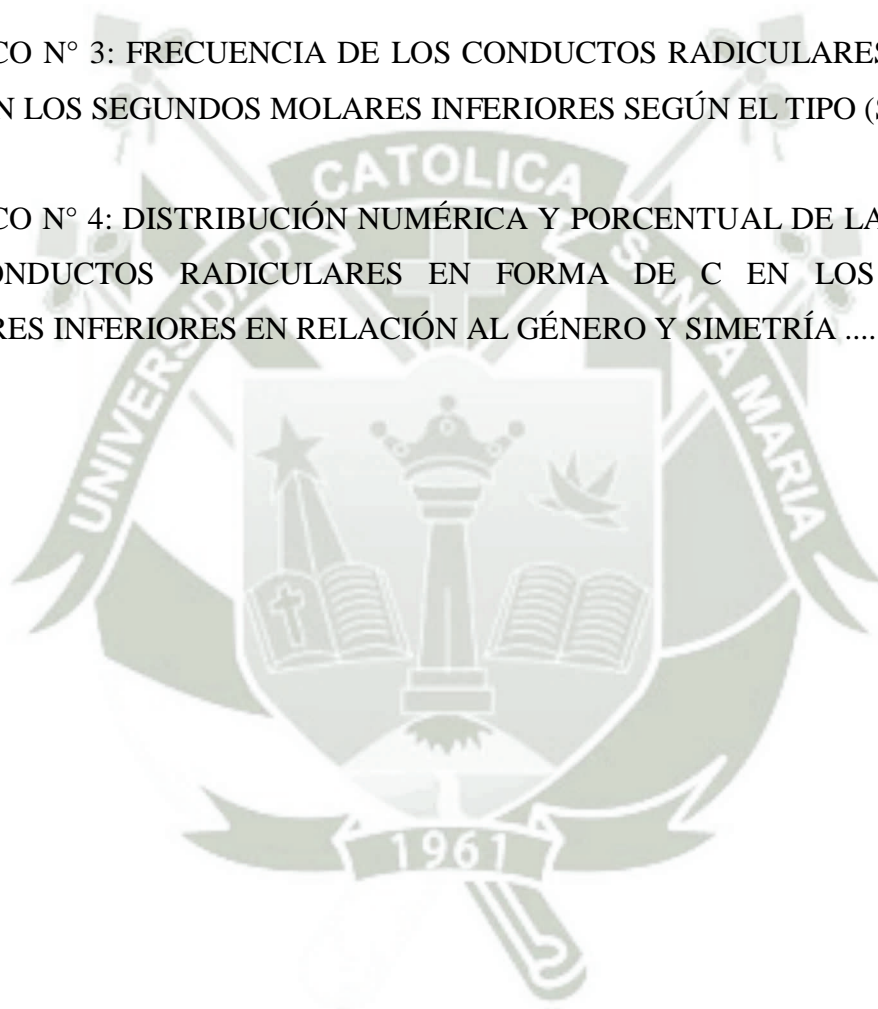 CO N° 3: FRECUENCIA DE LOS CONDUCTOS RADICULARES
N LOS SEGUNDOS MOLARES INFERIORES SEGÚN EL TIPO (
CO N° 4: DISTRIBUCIÓN NUMÉRICA Y PORCENTUAL DE LA
ONDUCTOS RADICULARES EN FORMA DE C EN LOS
RES INFERIORES EN RELACIÓN AL GÉNERO Y SIMETRÍA ....
UNIVERSIDAD CATOLICA SANTA MARIA
1961